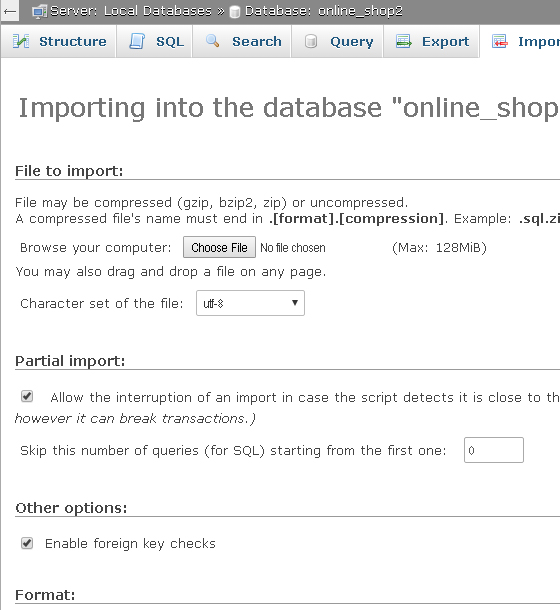 Server: Local Databases » Database: online_shop2
Structure SQL Search Query Export Impor
Importing into the database "online_shop
File to import:
File may be compressed (gzip, bzip2, zip) or uncompressed.
A compressed file's name must end in .[format].[compression]. Example: .sql.zi
Browse your computer: Choose File No file chosen (Max: 128MiB)
You may also drag and drop a file on any page.
Character set of the file: utf-8
Partial import:
Allow the interruption of an import in case the script detects it is close to th
however it can break transactions.)
Skip this number of queries (for SQL) starting from the first one: 0
Other options:
Enable foreign key checks
Format: